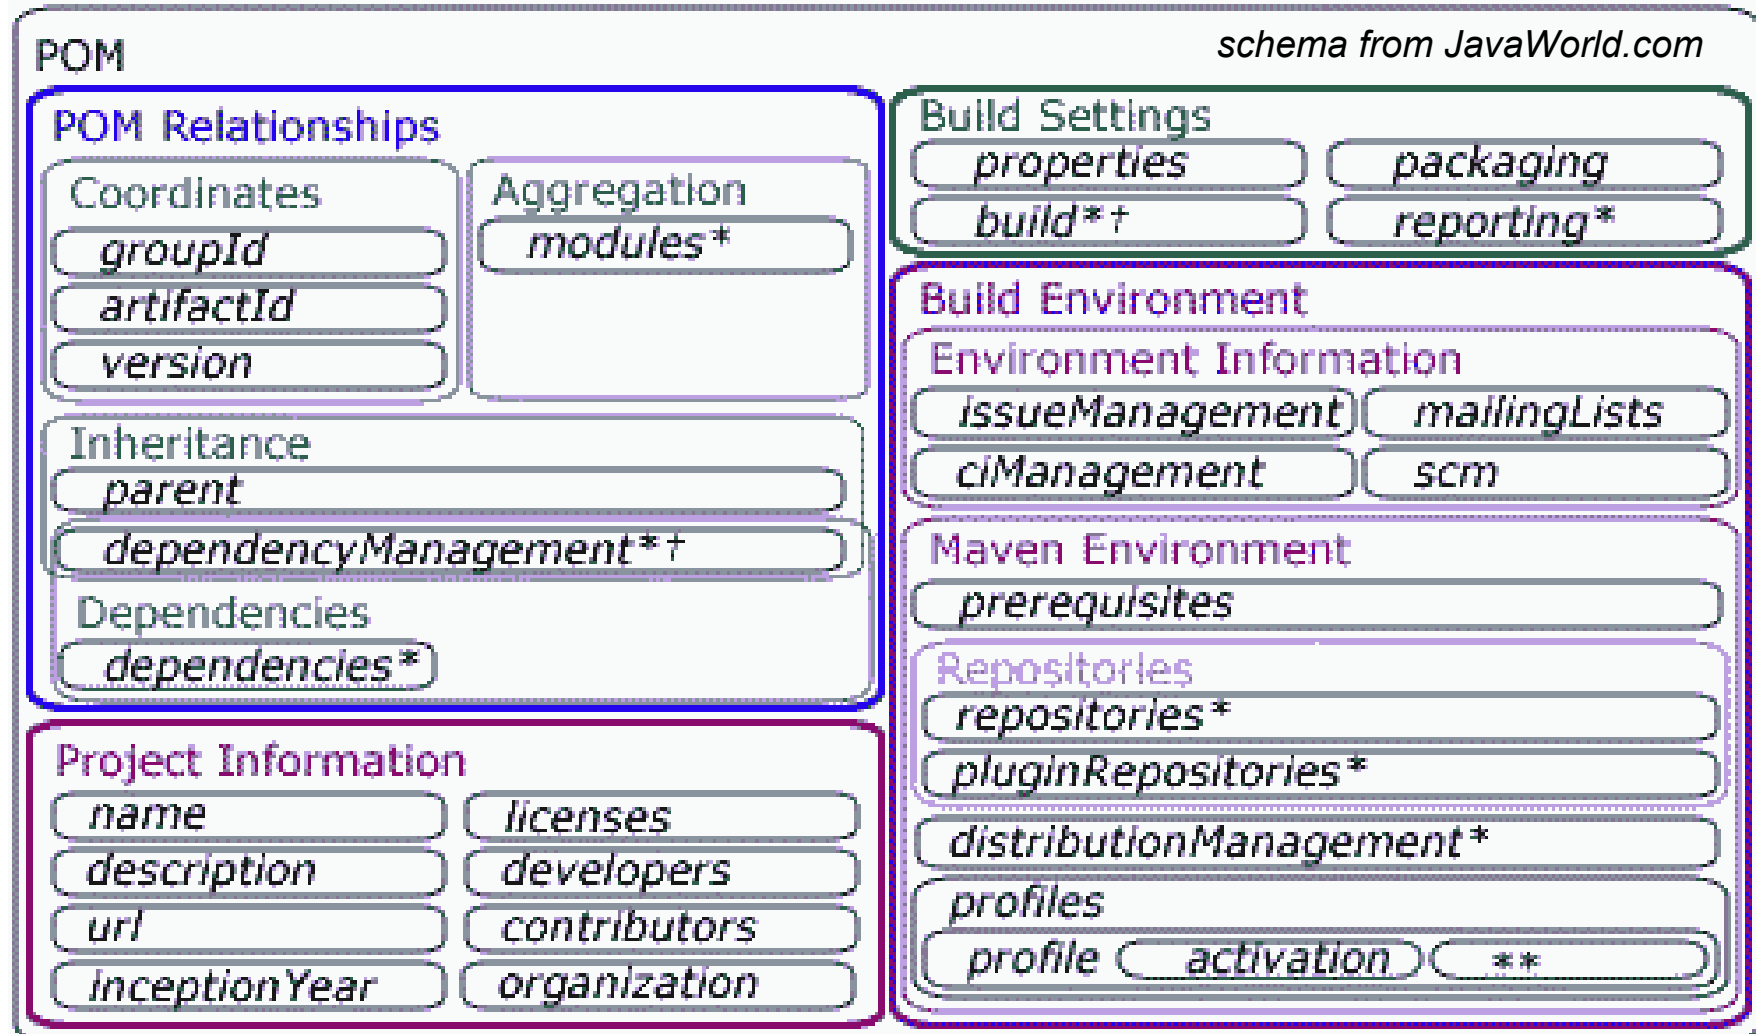 POM
schema from JavaWorld.com
POM Relationships
Coordinates
groupId
artifactId
version
Aggregation
modules*
Inheritance
parent
dependencyManagement*†
Dependencies
dependencies*
Project Information
name
description
url
inceptionYear
licenses
developers
contributors
organization
Build Settings
properties
packaging
build*†
reporting*
Build Environment
Environment Information
issueManagement
mailingLists
ciManagement
scm
Maven Environment
prerequisites
Repositories
repositories*
pluginRepositories*
distributionManagement*
profiles
profile activation **